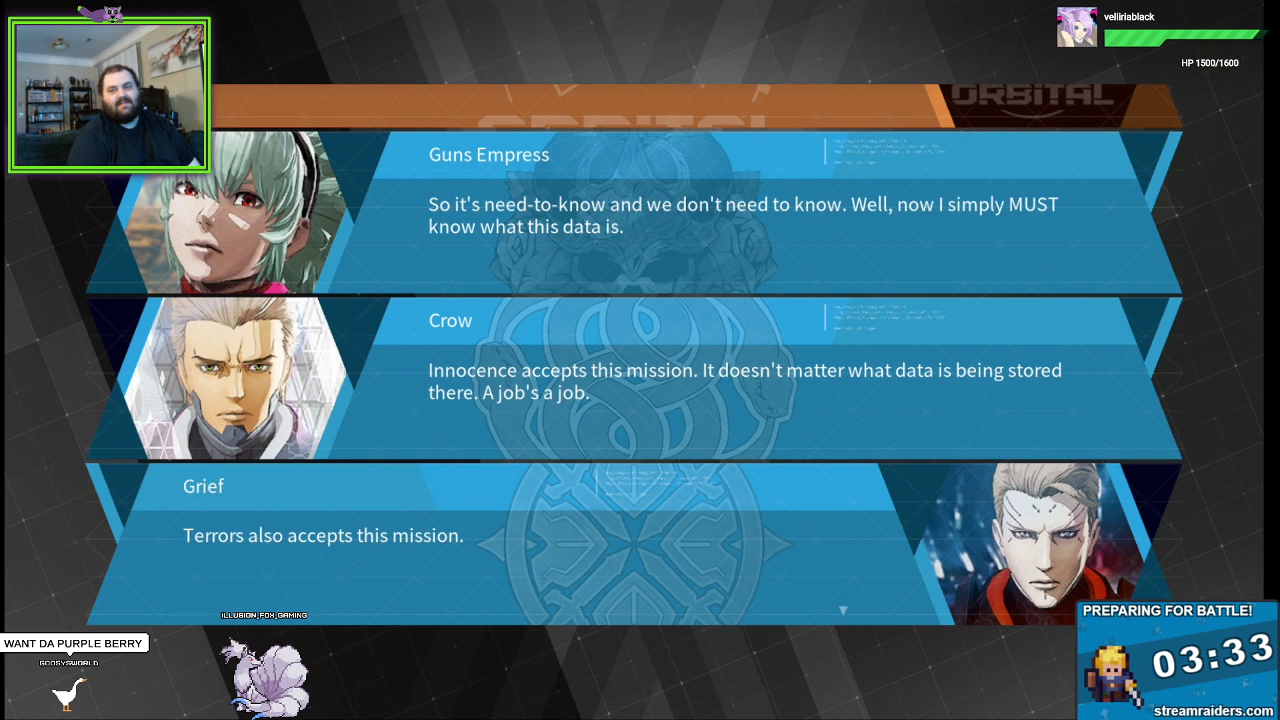 velliriablack
HP 1500/1600
ORBITAL
Guns Empress
So it's need-to-know and we don't need to know. Well, now I simply MUST
know what this data is.
Crow
Innocence accepts this mission. It doesn't matter what data is being stored
there. A job's a job.
Grief
Terrors also accepts this mission.
ILLUSION_FOX_GAMING
WANT DA PURPLE BERRY
GOOSYSWORLD
PREPARING FOR BATTLE!
03:33
streamraiders.com